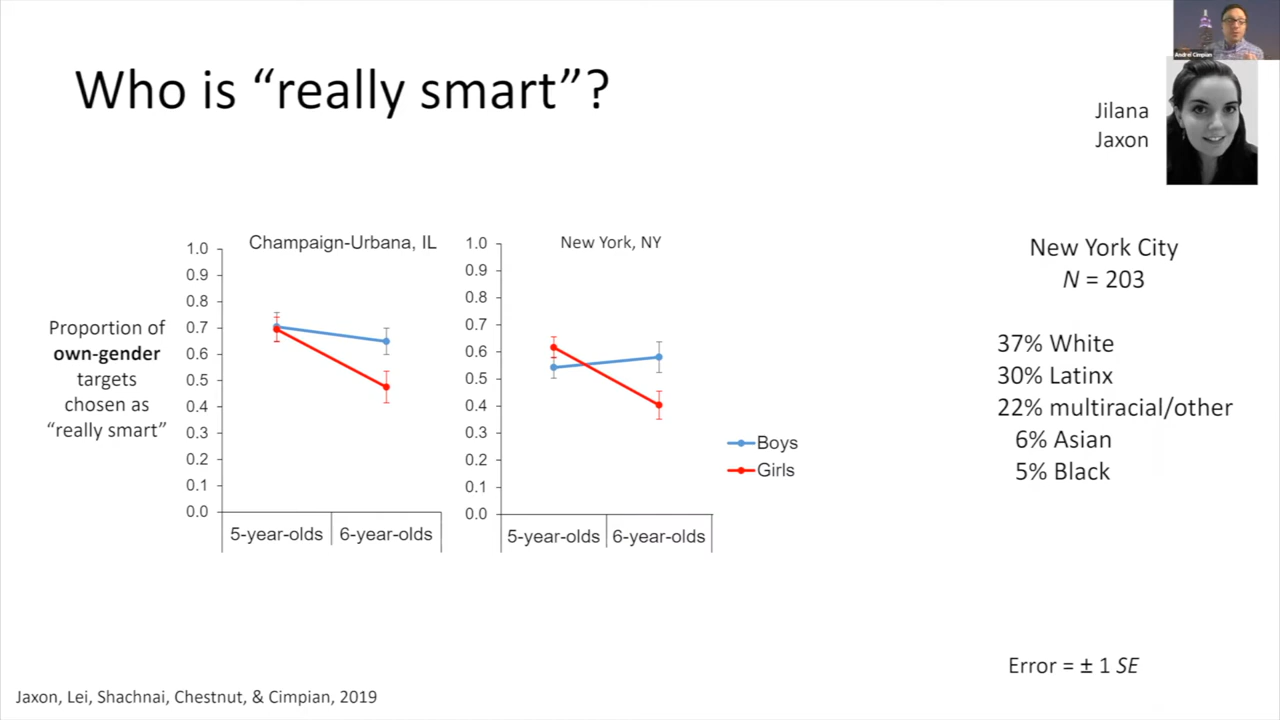 Who is “really smart”?
Andrei Cimpian
Jilana
Jaxon
Champaign-Urbana, IL
1.0
0.9
0.8
0.7
0.6
0.5
0.4
0.3
0.2
0.1
0.0
Proportion of
own-gender
targets
chosen as
“really smart”
5-year-olds
6-year-olds
New York, NY
1.0
0.9
0.8
0.7
0.6
0.5
0.4
0.3
0.2
0.1
0.0
5-year-olds
6-year-olds
Boys
Girls
New York City
N = 203
37% White
30% Latinx
22% multiracial/other
6% Asian
5% Black
Error = ± 1 SE
Jaxon, Lei, Shachnai, Chestnut, & Cimpian, 2019